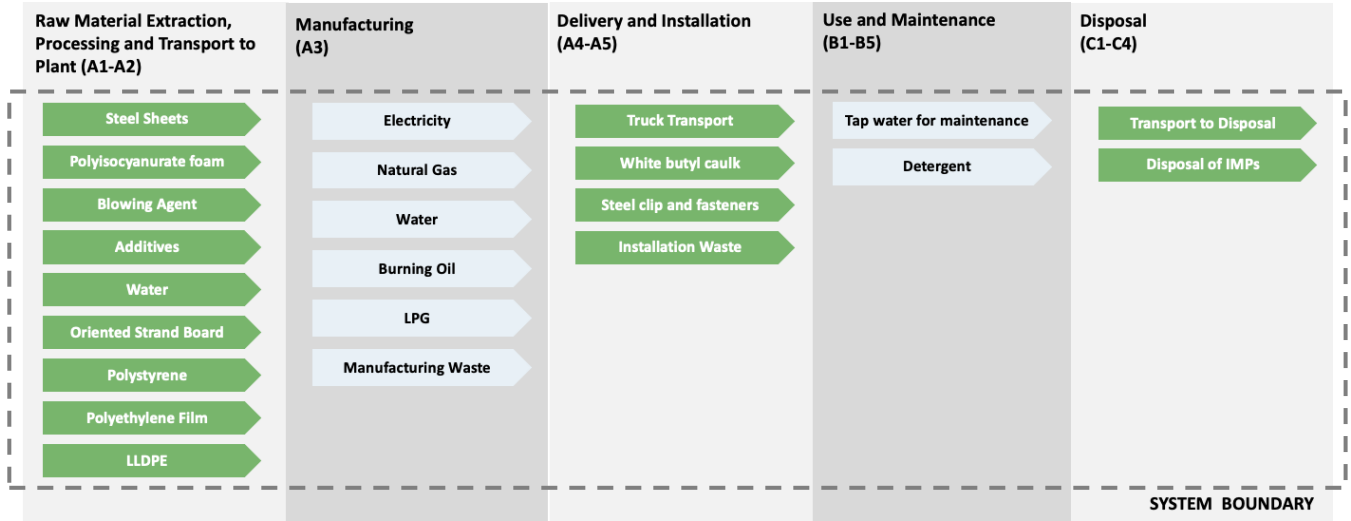 Raw Material Extraction,
Processing and Transport to
Plant (A1-A2)
Steel Sheets
Polyisocyanurate foam
Blowing Agent
Additives
Water
Oriented Strand Board
Polystyrene
Polyethylene Film
LLDPE
Manufacturing
(A3)
Electricity
Natural Gas
Water
Burning Oil
LPG
Manufacturing Waste
Delivery and Installation
(A4-A5)
Truck Transport
White butyl caulk
Steel clip and fasteners
Installation Waste
Use and Maintenance
(B1-B5)
Tap water for maintenance
Detergent
Disposal
(C1-C4)
Transport to Disposal
Disposal of IMPs
SYSTEM BOUNDARY